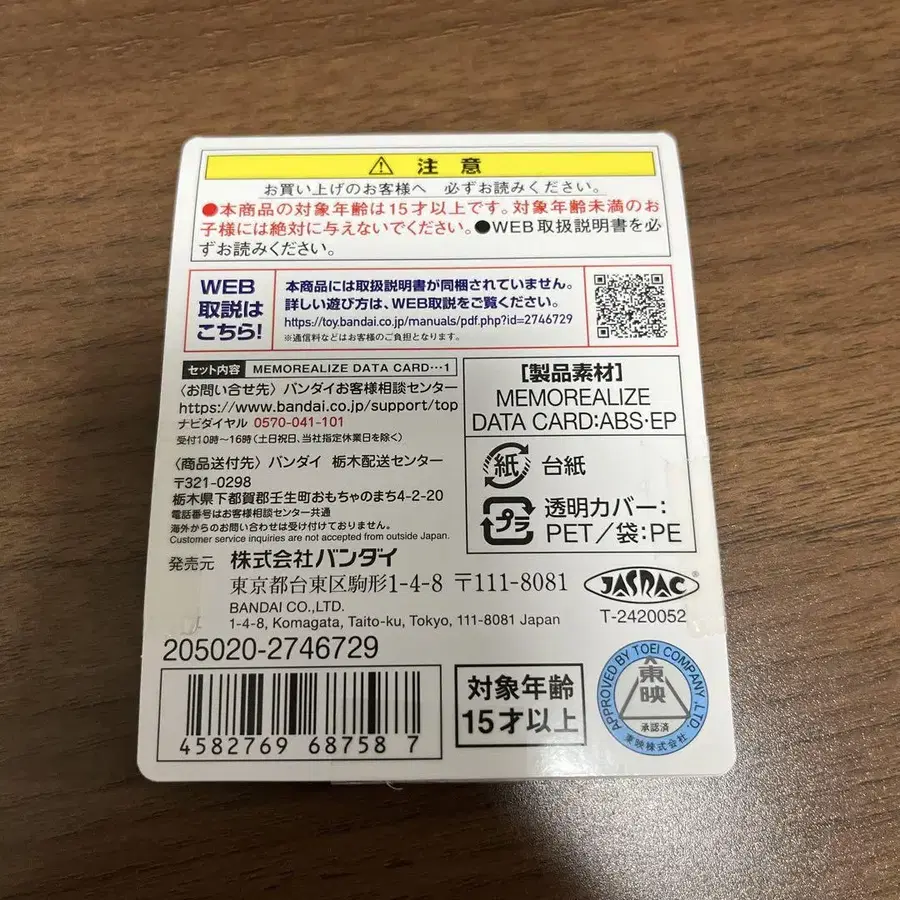 注意
お買い上げのお客様へ 必ずお読みください。
●本商品の対象年齢は15才以上です。対象年齢未満のお
子様には絶対に与えないでください。●WEB取扱説明書を必
ずお読みください。
WEB
取説は
こちら!
本商品には取扱説明書が同梱されていません。
詳しい遊び方は、WEB取説をご覧ください。
https://toy.bandai.co.jp/manuals/pdf.php?id=2746729
※通信料などはお客様のご負担となります。
セット内容 MEMOREALIZE DATA CARD…1
〈お問い合せ先〉バンダイお客様相談センター
https://www.bandai.co.jp/support/top
ナビダイヤル 0570-041-101
受付10時～16時(土日祝日、当社指定休業日を除く)
〈商品送付先〉バンダイ 栃木配送センター
〒321-0298
栃木県下都賀郡壬生町おもちゃのまち4-2-20
電話番号はお客様相談センター共通
海外からのお問い合わせは受け付けておりません。
Customer service inquiries are not accepted from outside Japan.
[製品素材]
MEMOREALIZE
DATA CARD:ABS・EP
紙 台紙
プラ 透明カバー:
PET/袋:PE
発売元 株式会社バンダイ
東京都台東区駒形1-4-8 〒111-8081
BANDAI CO.,LTD.
1-4-8, Komagata, Taito-ku, Tokyo, 111-8081 Japan
JASRAC
T-2420052
205020-2746729
4582769 68758 7
対象年齢
15才以上
APPROVED BY TOEI COMPANY, LTD.
東映
承認済
東映株式会社